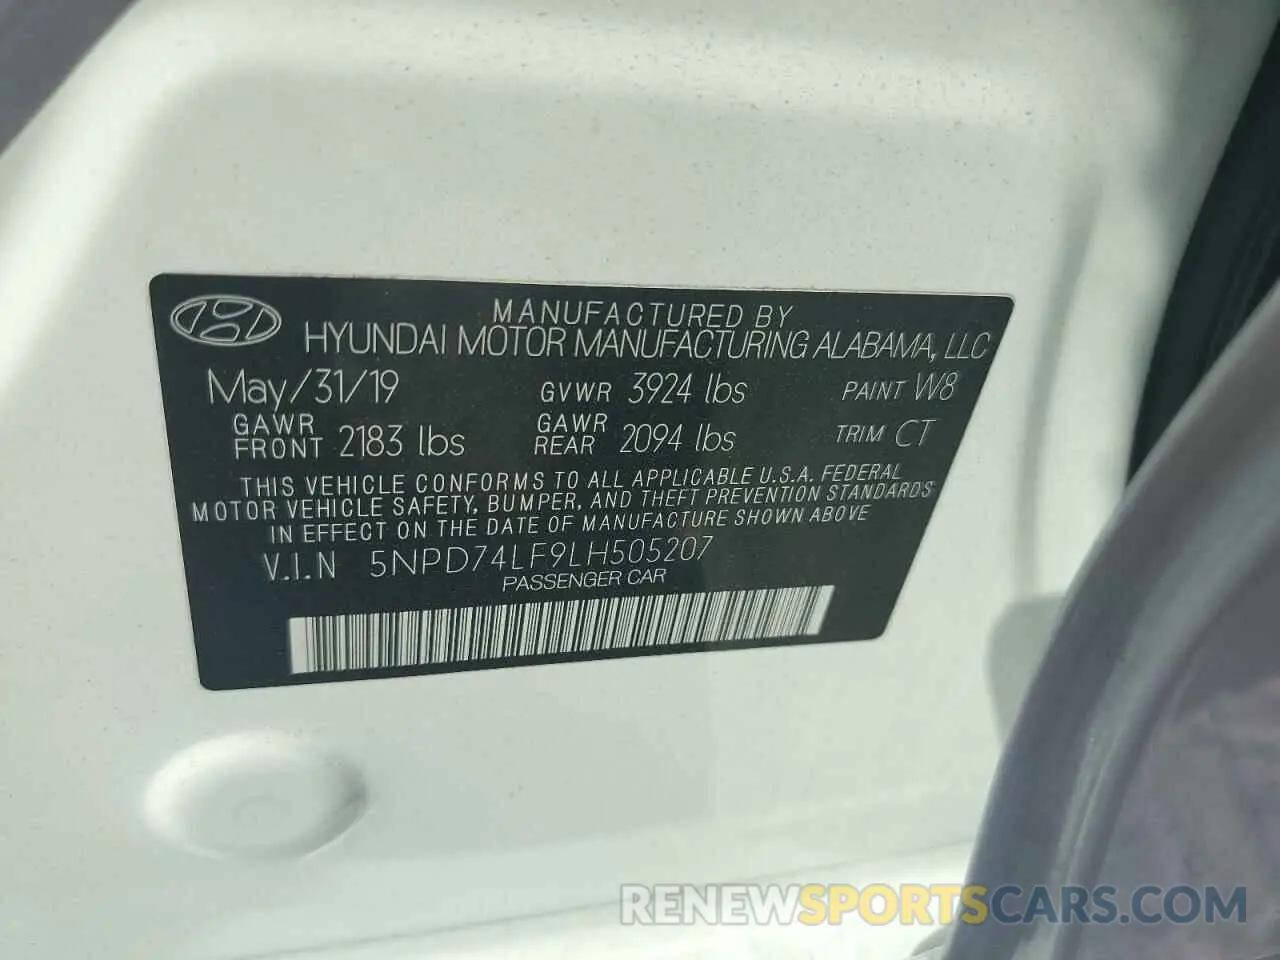 MANUFACTURED BY
HYUNDAI MOTOR MANUFACTURING ALABAMA, LLC
May/31/19 GVWR 3924 lbs PAINT W8
GAWR FRONT 2183 lbs GAWR REAR 2094 lbs TRIM CT
THIS VEHICLE CONFORMS TO ALL APPLICABLE U.S.A. FEDERAL
MOTOR VEHICLE SAFETY, BUMPER, AND THEFT PREVENTION STANDARDS
IN EFFECT ON THE DATE OF MANUFACTURE SHOWN ABOVE
V.I.N 5NPD74LF9LH505207
PASSENGER CAR
RENEWSPORTSCARS.COM